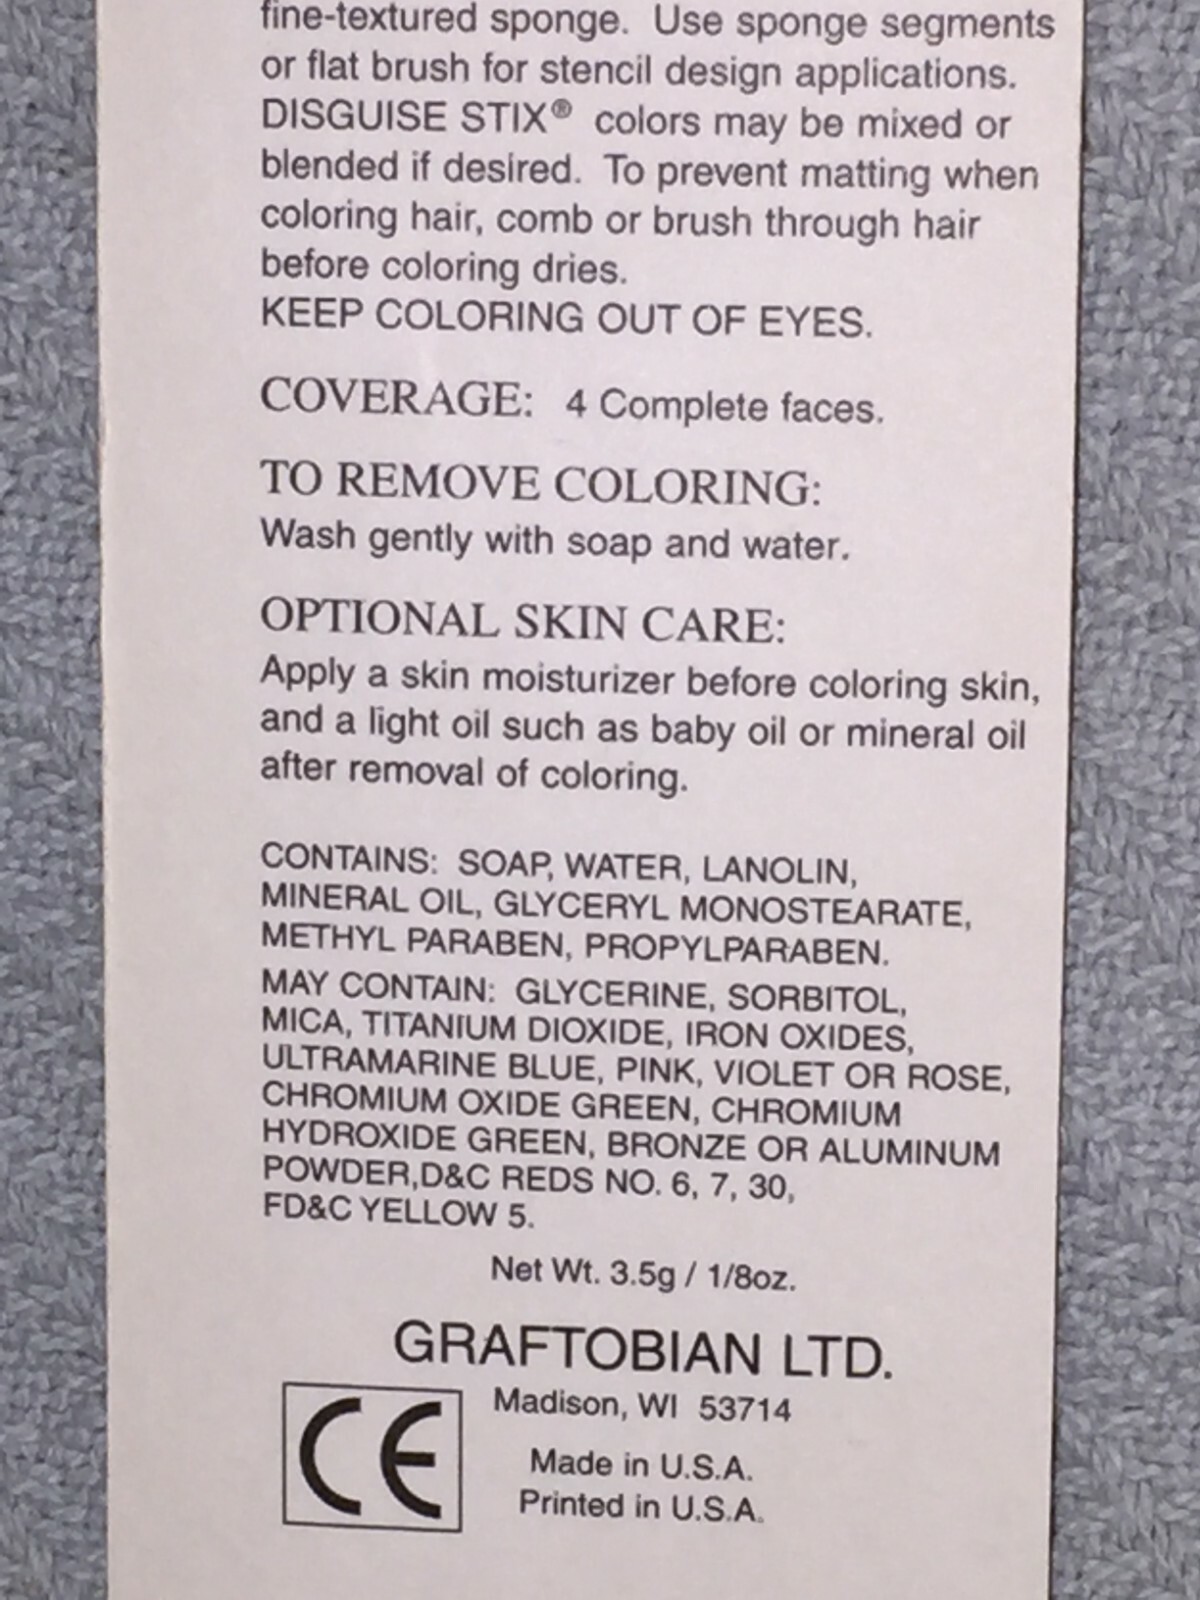 fine-textured sponge. Use sponge segments
or flat brush for stencil design applications.
DISGUISE STIX® colors may be mixed or
blended if desired. To prevent matting when
coloring hair, comb or brush through hair
before coloring dries.
KEEP COLORING OUT OF EYES.
COVERAGE: 4 Complete faces.
TO REMOVE COLORING:
Wash gently with soap and water.
OPTIONAL SKIN CARE:
Apply a skin moisturizer before coloring skin,
and a light oil such as baby oil or mineral oil
after removal of coloring.
CONTAINS: SOAP, WATER, LANOLIN,
MINERAL OIL, GLYCERYL MONOSTEARATE,
METHYL PARABEN, PROPYLPARABEN.
MAY CONTAIN: GLYCERINE, SORBITOL,
MICA, TITANIUM DIOXIDE, IRON OXIDES,
ULTRAMARINE BLUE, PINK, VIOLET OR ROSE,
CHROMIUM OXIDE GREEN, CHROMIUM
HYDROXIDE GREEN, BRONZE OR ALUMINUM
POWDER,D&C REDS NO. 6, 7, 30,
FD&C YELLOW 5.
Net Wt. 3.5g / 1/8oz.
GRAFTOBIAN LTD.
Madison, WI 53714
CE
Made in U.S.A.
Printed in U.S.A.